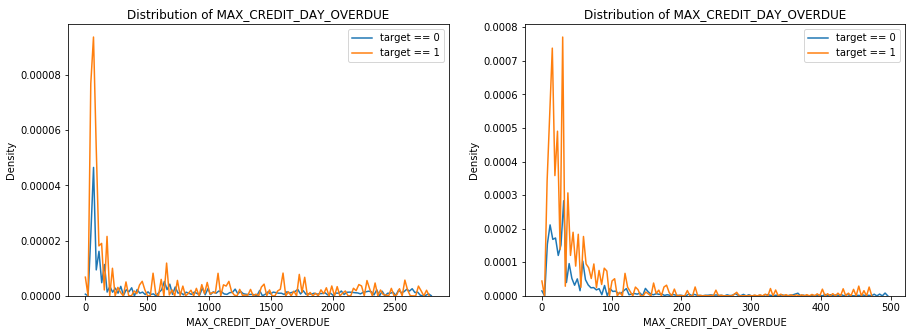 Distribution of MAX_CREDIT_DAY_OVERDUE
target == 0
target == 1
Density
0.00008
0.00006
0.00004
0.00002
0.00000
0 500 1000 1500 2000 2500
MAX_CREDIT_DAY_OVERDUE
Distribution of MAX_CREDIT_DAY_OVERDUE
target == 0
target == 1
Density
0.0008
0.0007
0.0006
0.0005
0.0004
0.0003
0.0002
0.0001
0.0000
0 100 200 300 400 500
MAX_CREDIT_DAY_OVERDUE